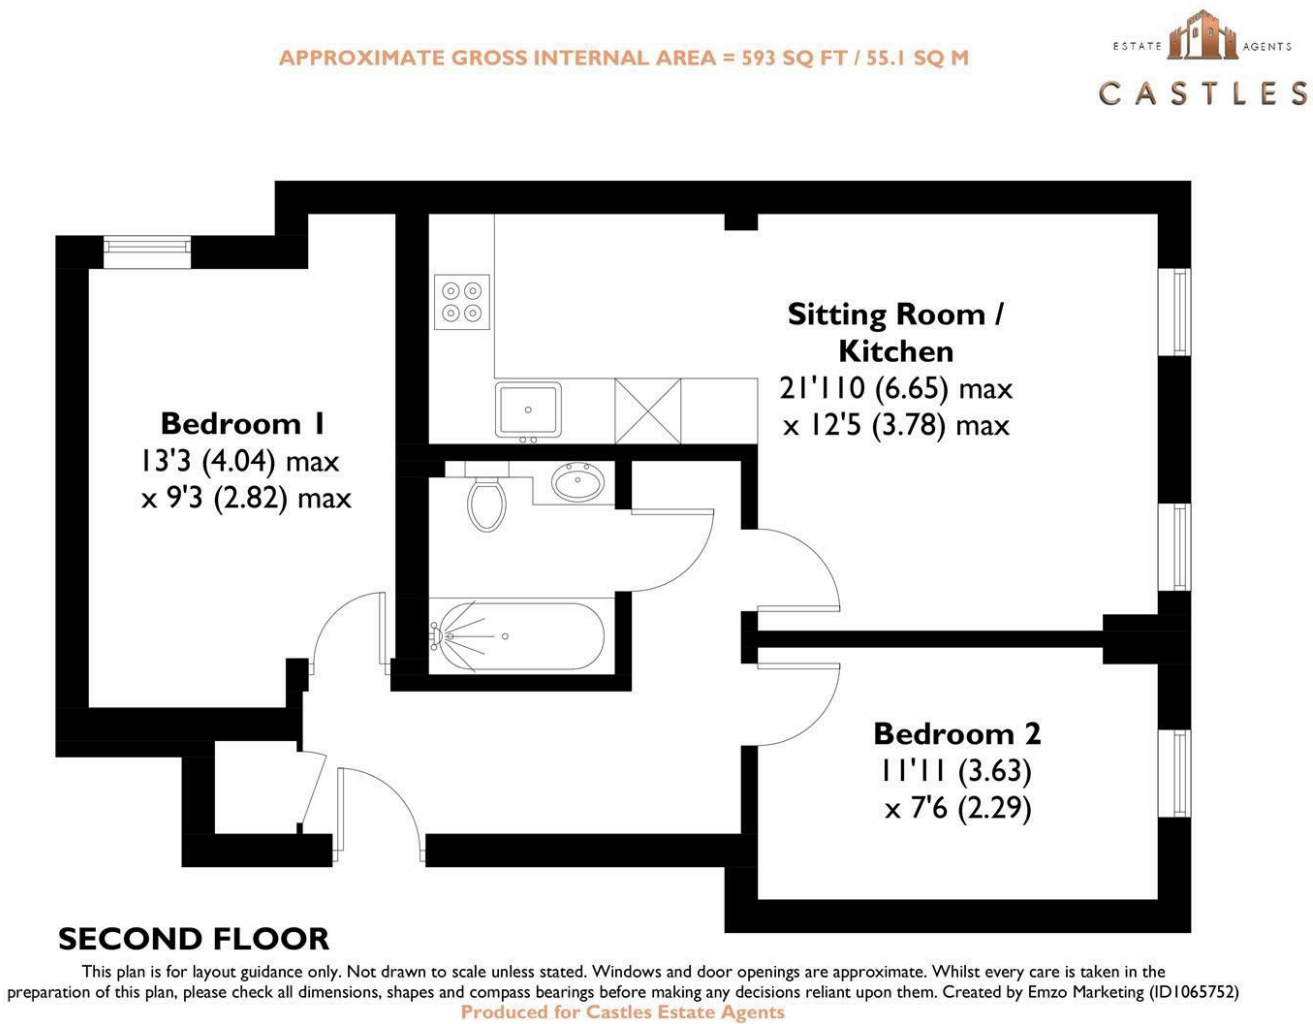 APPROXIMATE GROSS INTERNAL AREA = 593 SQ FT / 55.1 SQ M
ESTATE AGENTS
CASTLES
Sitting Room /
Kitchen
21'110 (6.65) max
x 12'5 (3.78) max
Bedroom 1
13'3 (4.04) max
x 9'3 (2.82) max
Bedroom 2
11'11 (3.63)
x 7'6 (2.29)
SECOND FLOOR
This plan is for layout guidance only. Not drawn to scale unless stated. Windows and door openings are approximate. Whilst every care is taken in the
preparation of this plan, please check all dimensions, shapes and compass bearings before making any decisions reliant upon them. Created by Emzo Marketing (ID1065752)
Produced for Castles Estate Agents